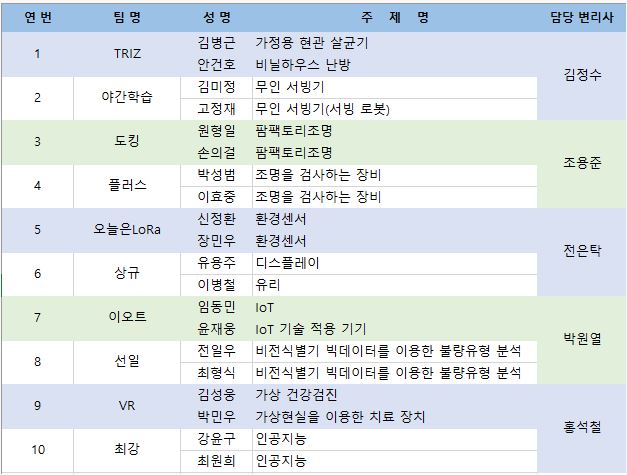 연 번 팀 명 성 명 주 제 명 담당 변리사
1 TRIZ 김병근 가정용 현관 살균기 김정수
안건호 비닐하우스 난방
2 야간학습 김미정 무인 서빙기
고정재 무인 서빙기(서빙 로봇)
3 도킹 원형일 팜팩토리조명 조용준
손의걸 팜팩토리조명
4 플러스 박성범 조명을 검사하는 장비
이효중 조명을 검사하는 장비
5 오늘은LoRa 신정환 환경센서 전은탁
장민우 환경센서
6 상규 유용주 디스플레이
이병철 유리
7 이오트 임동민 IoT 박원열
윤재웅 IoT 기술 적용 기기
8 선일 전일우 비전식별기 빅데이터를 이용한 불량유형 분석
최형식 비전식별기 빅데이터를 이용한 불량유형 분석
9 VR 김성웅 가상 건강검진 홍석철
박민우 가상현실을 이용한 치료 장치
10 최강 강윤구 인공지능
최원희 인공지능